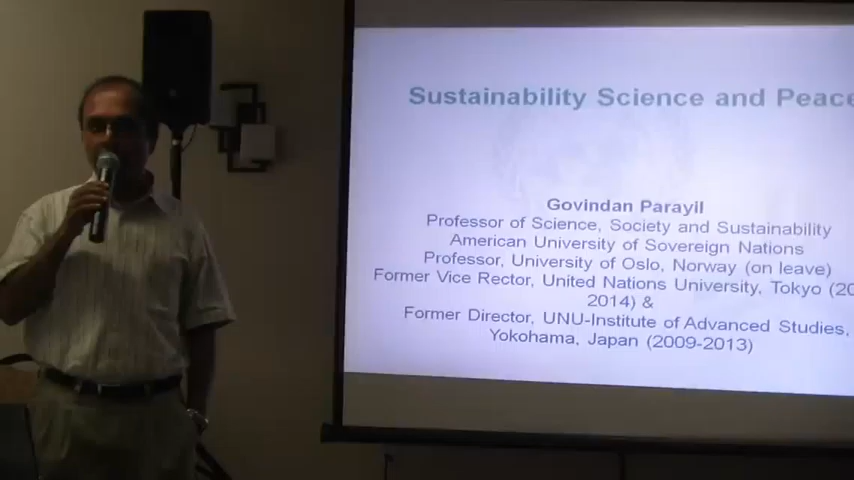 Sustainability Science and Peace
Govindan Parayil
Professor of Science, Society and Sustainability
American University of Sovereign Nations
Professor, University of Oslo, Norway (on leave)
Former Vice Rector, United Nations University, Tokyo (20
2014) &
Former Director, UNU-Institute of Advanced Studies,
Yokohama, Japan (2009-2013)